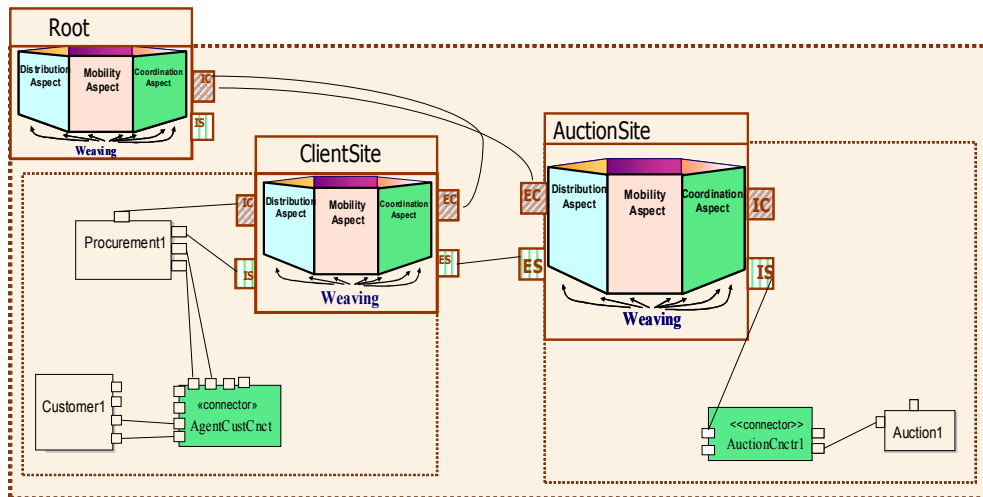 Root
Distribution
Aspect
Mobility
Aspect
Coordination
Aspect
Weaving
IC
IS
ClientSite
IC
IS
Distribution
Aspect
Mobility
Aspect
Coordination
Aspect
Weaving
EC
ES
AuctionSite
EC
ES
Distribution
Aspect
Mobility
Aspect
Coordination
Aspect
Weaving
IC
IS
Procurement1
Customer1
«connector»
AgentCustCnct
<<connector>>
AuctionCnctr1
Auction1